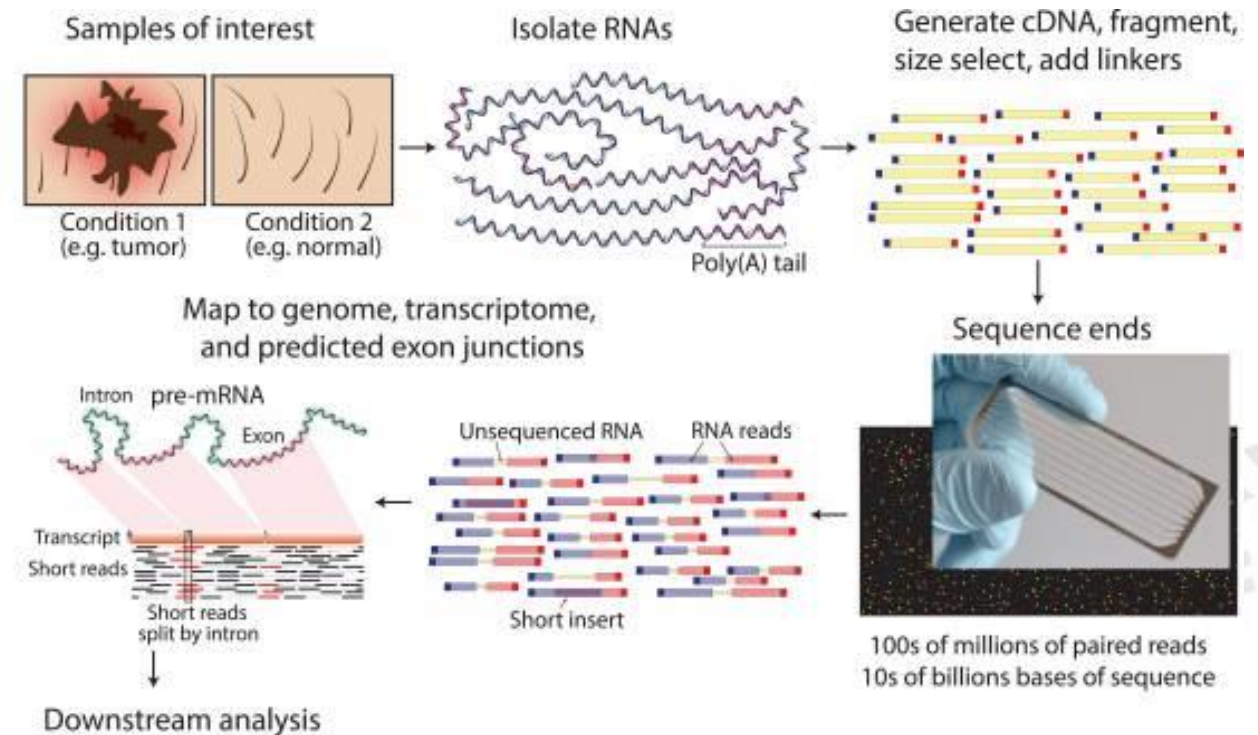 Samples of interest
Condition 1
(e.g. tumor)
Condition 2
(e.g. normal)
Isolate RNAs
Poly(A) tail
Generate cDNA, fragment,
size select, add linkers
Sequence ends
100s of millions of paired reads
10s of billions bases of sequence
Unsequenced RNA
RNA reads
Short insert
Map to genome, transcriptome,
and predicted exon junctions
Intron
pre-mRNA
Exon
Transcript
Short reads
Short reads
split by intron
Downstream analysis